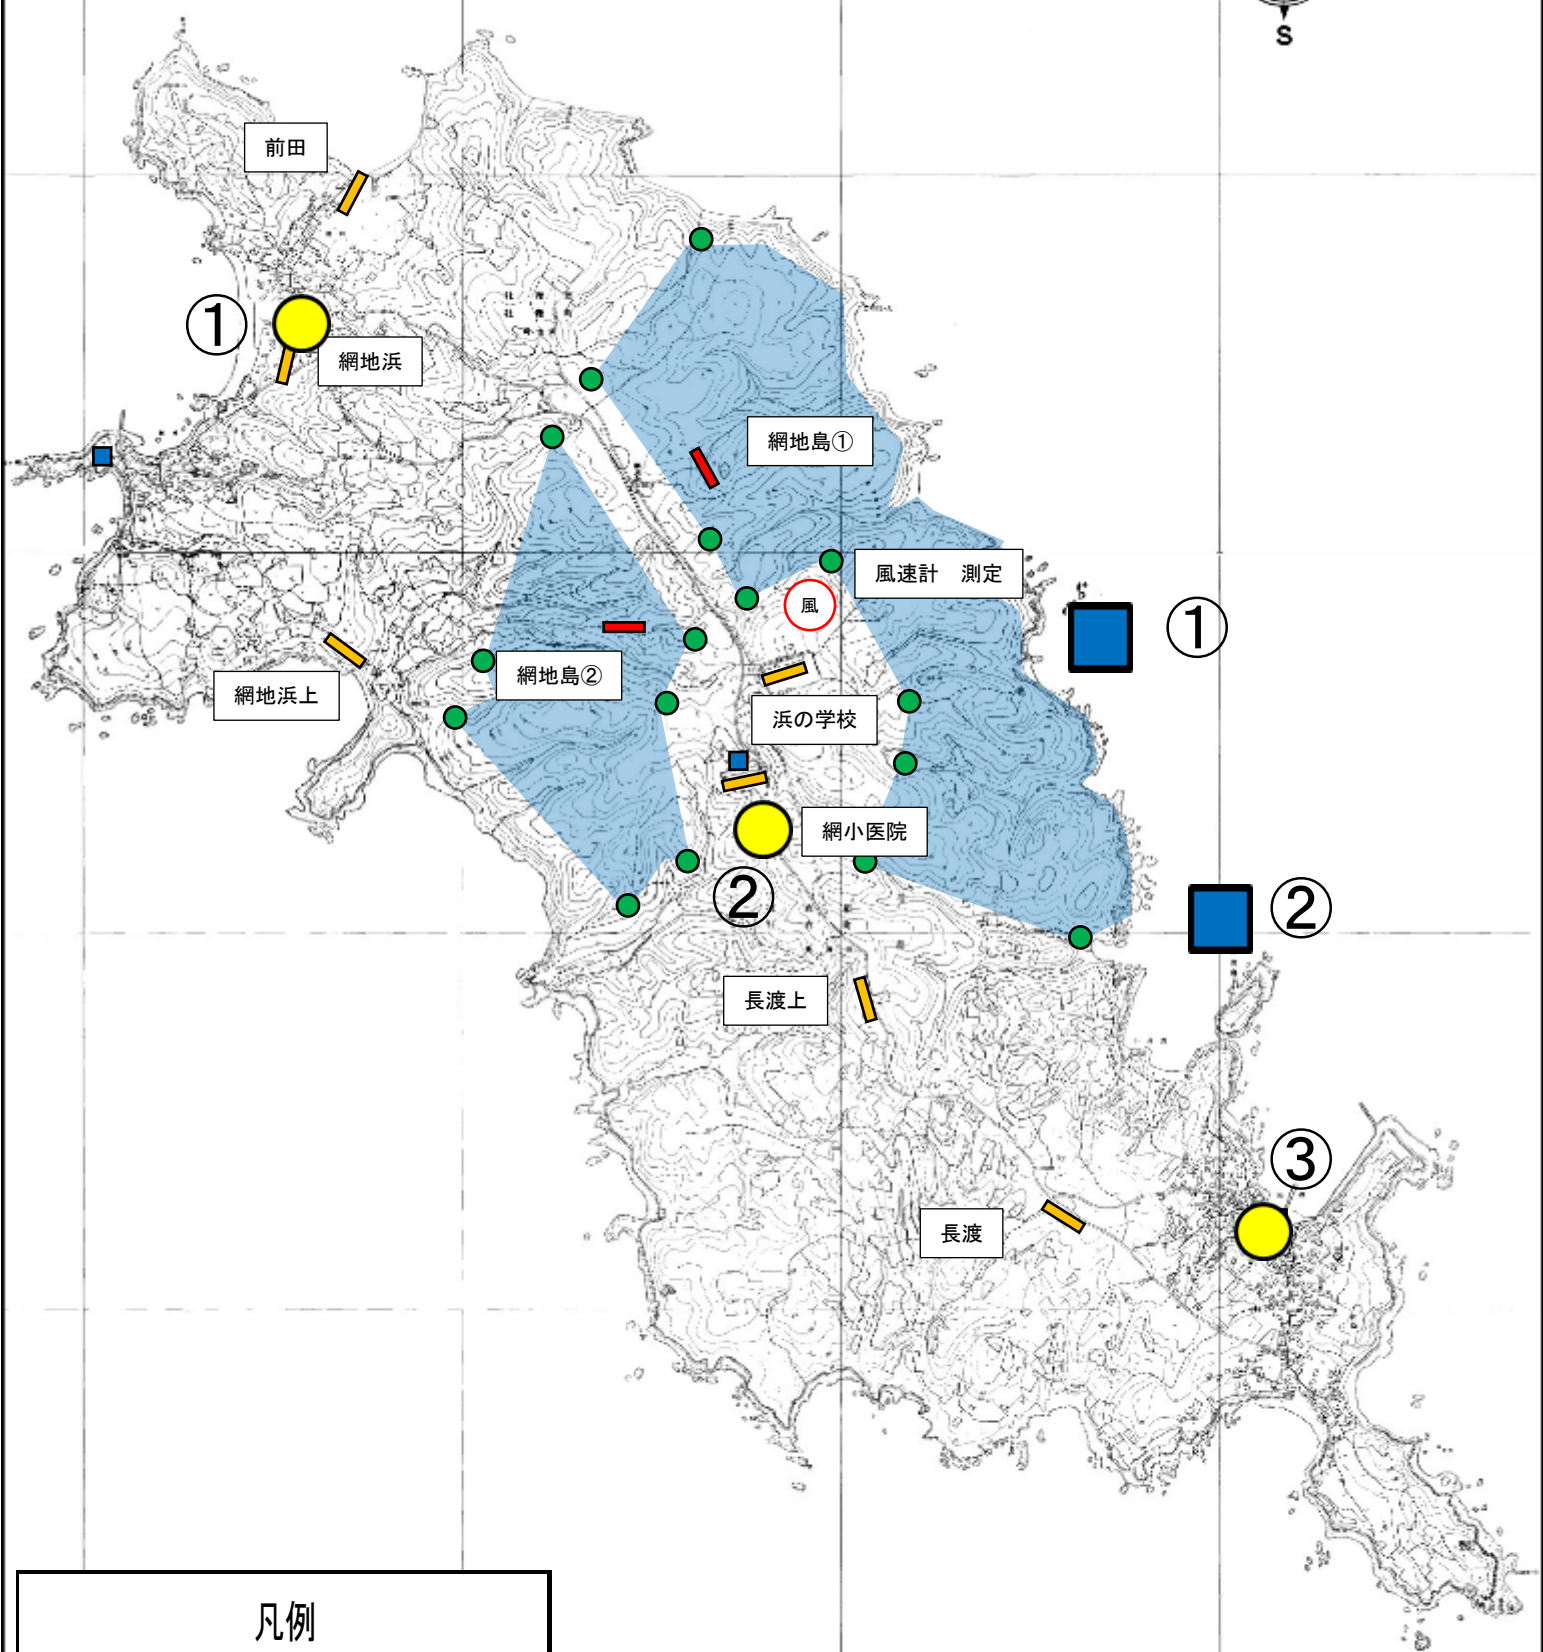 S
前田
①
網地浜
網地島①
風速計　測定
風
①
網地島②
網地浜上
浜の学校
網小医院
②
②
長渡上
③
長渡
凡例